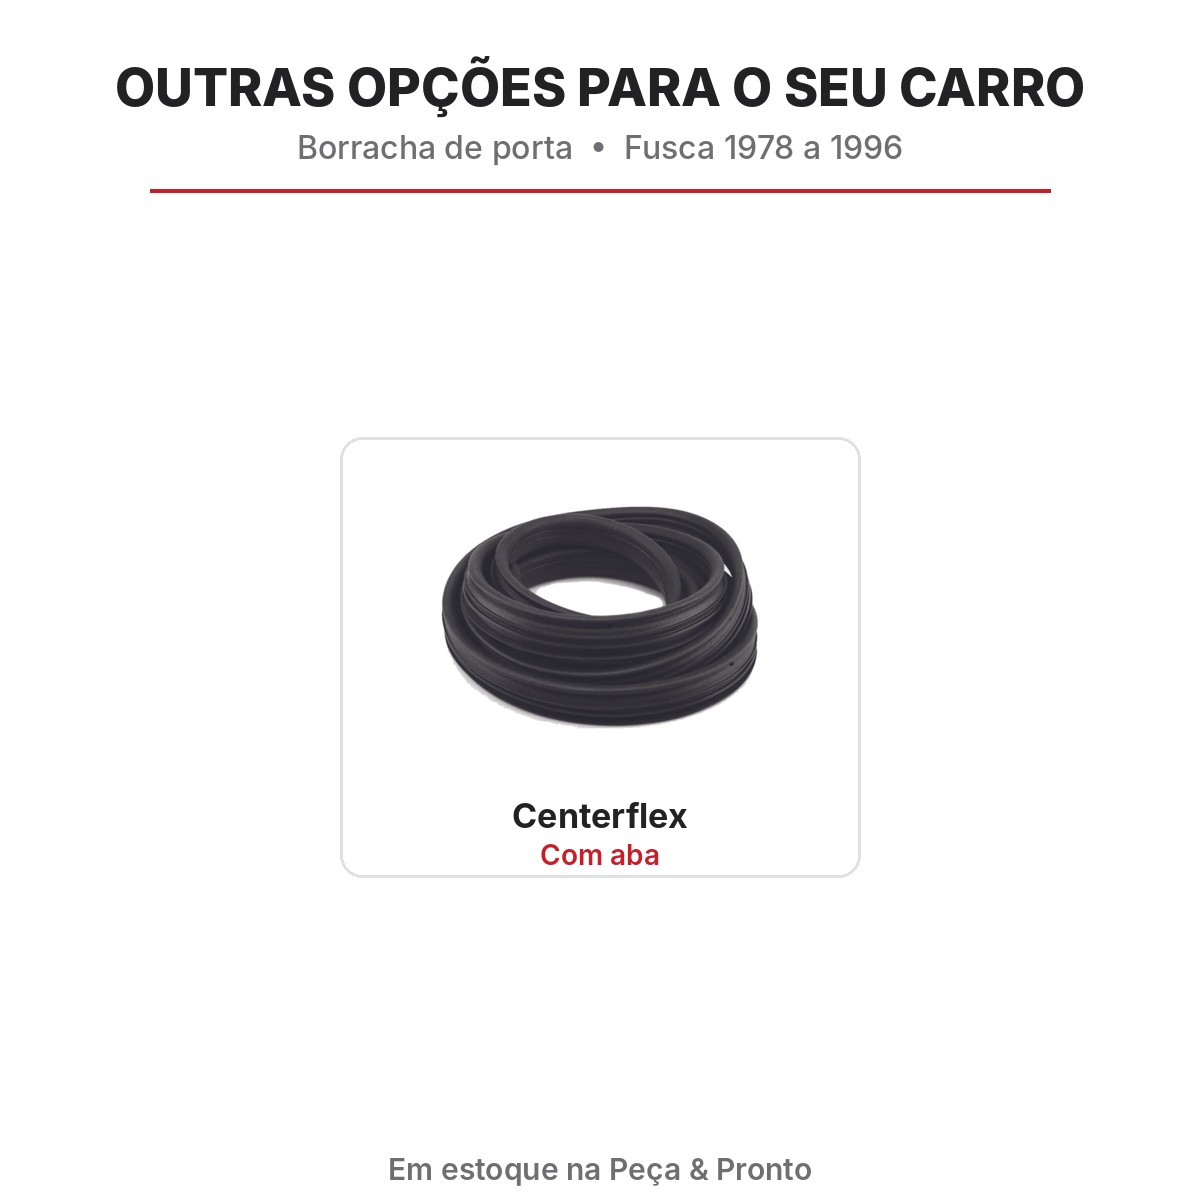 OUTRAS OPÇÕES PARA O SEU CARRO
Borracha de porta • Fusca 1978 a 1996
Centerflex
Com aba
Em estoque na Peça & Pronto